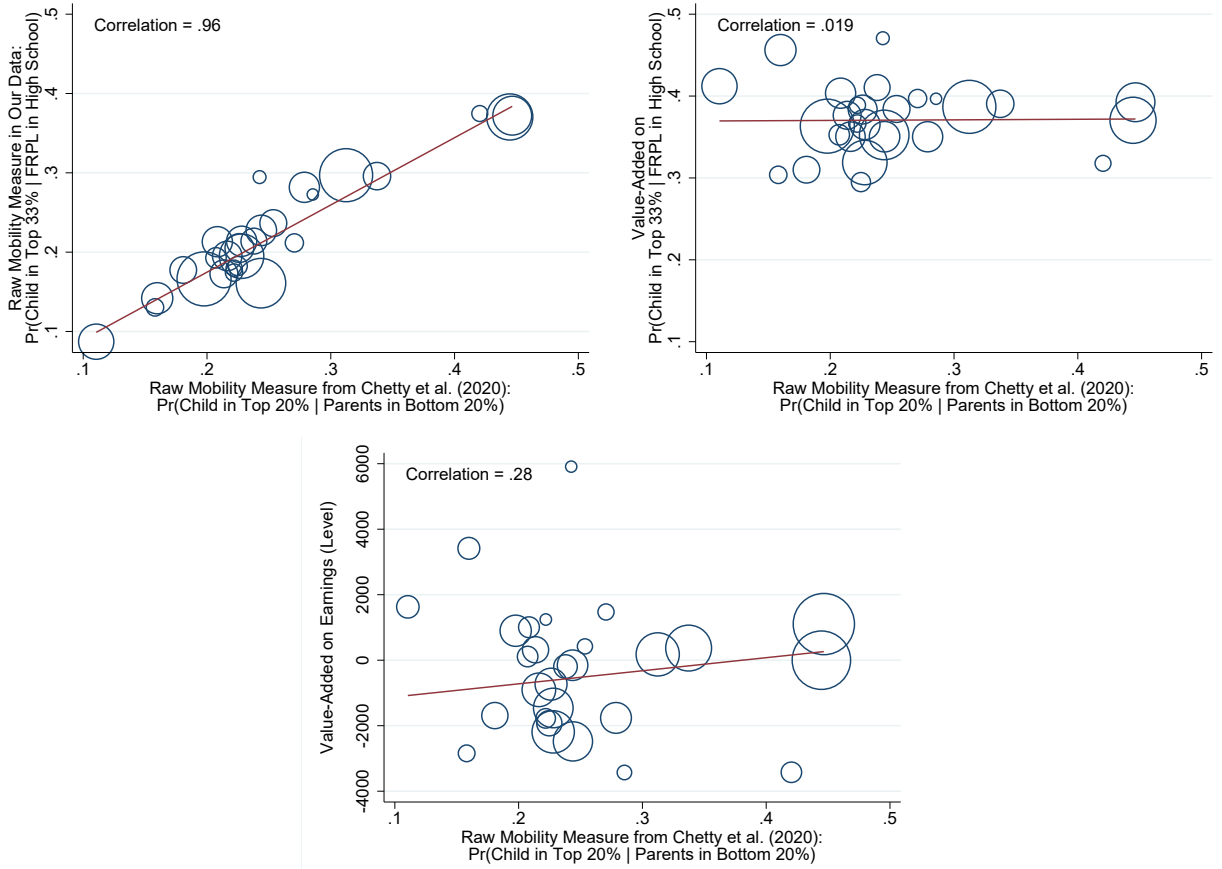 Correlation = .96
Raw Mobility Measure in Our Data:
Pr(Child in Top 33% | FRPL in High School)
.5
.4
.3
.2
.1
.1
.2
.3
.4
.5
Raw Mobility Measure from Chetty et al. (2020):
Pr(Child in Top 20% | Parents in Bottom 20%)
Correlation = .019
Value-Added on
Pr(Child in Top 33% | FRPL in High School)
.5
.4
.3
.2
.1
.1
.2
.3
.4
.5
Raw Mobility Measure from Chetty et al. (2020):
Pr(Child in Top 20% | Parents in Bottom 20%)
Correlation = .28
Value-Added on Earnings (Level)
6000
4000
2000
0
-2000
-4000
.1
.2
.3
.4
.5
Raw Mobility Measure from Chetty et al. (2020):
Pr(Child in Top 20% | Parents in Bottom 20%)